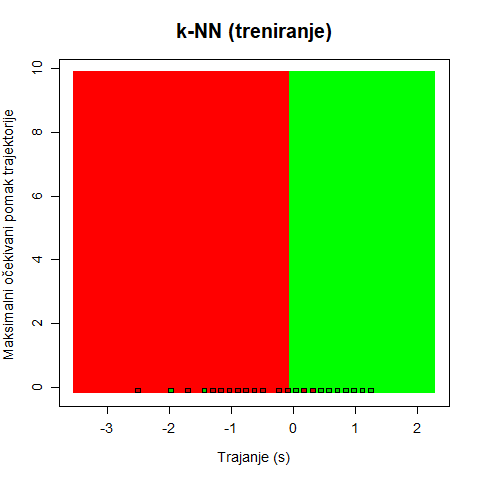 k-NN (treniranje)
Maksimalni očekivani pomak trajektorije
10
8
6
4
2
0
-3 -2 -1 0 1 2
Trajanje (s)